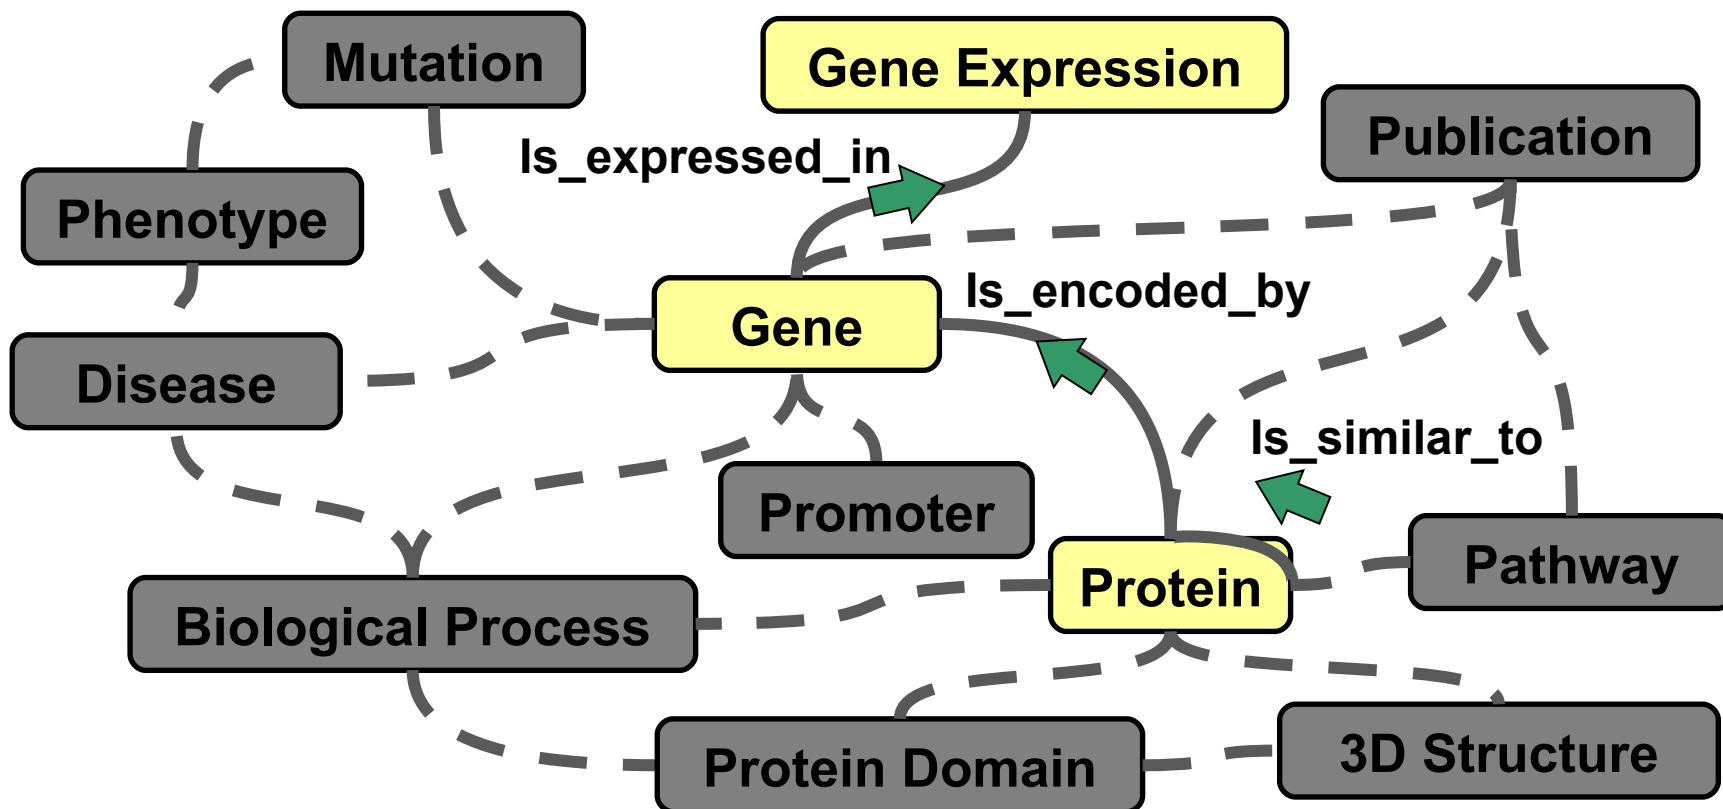 Mutation
Gene Expression
Publication
Is_expressed_in
Phenotype
Is_encoded_by
Gene
Disease
Is_similar_to
Promoter
Pathway
Protein
Biological Process
3D Structure
Protein Domain